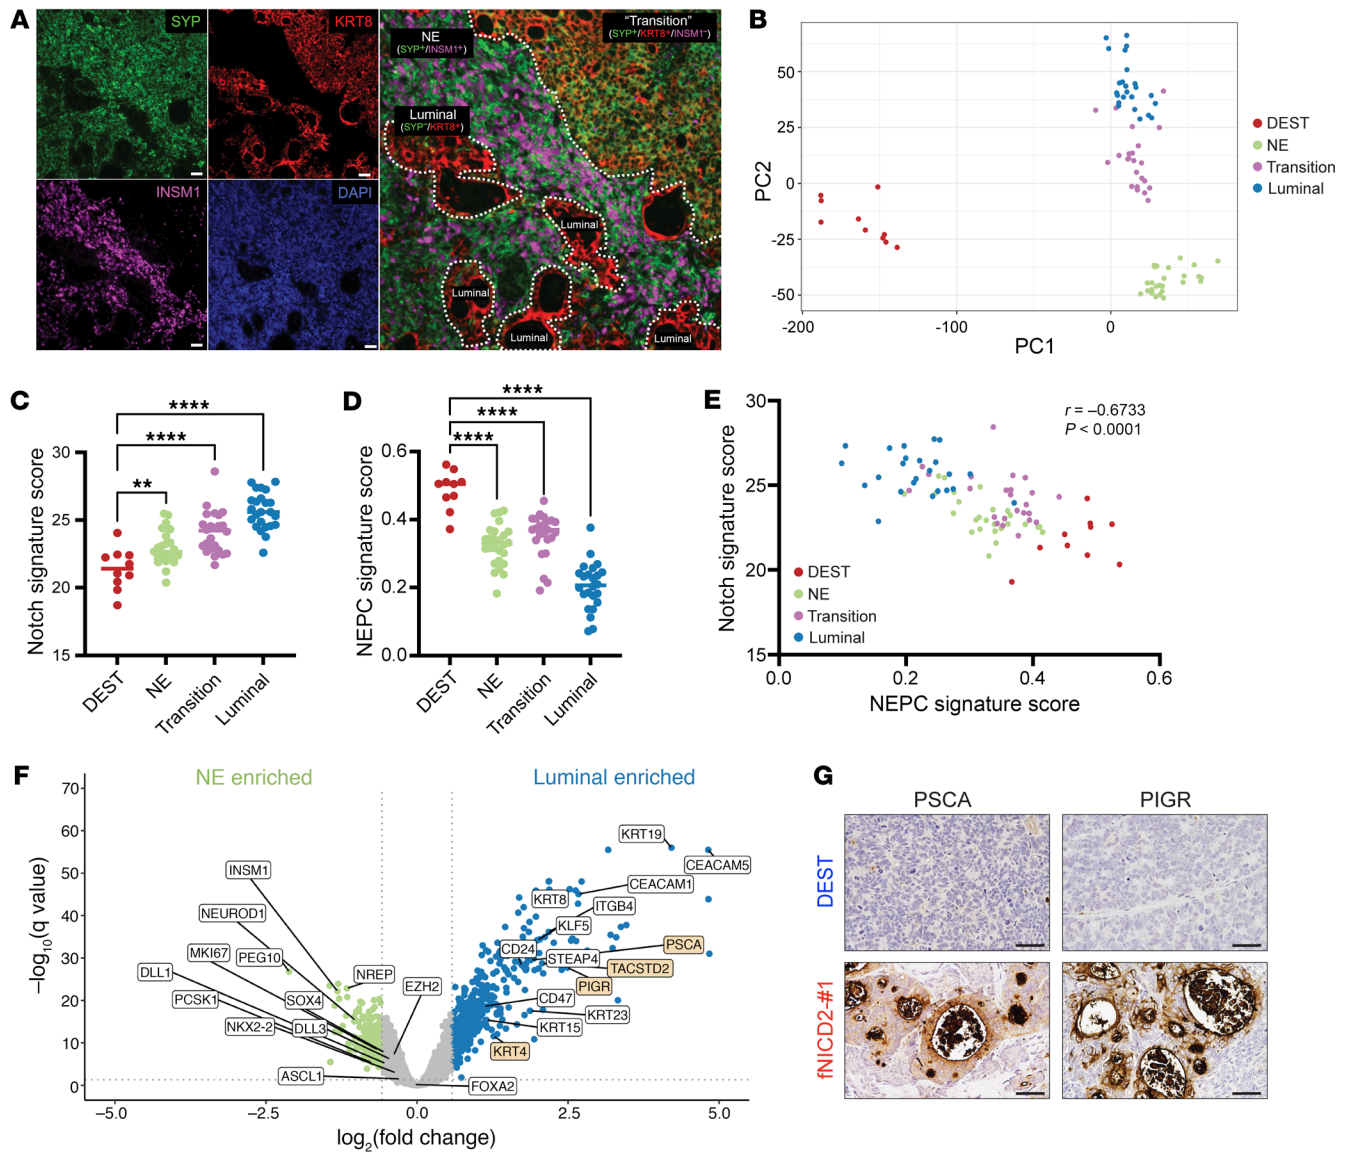 A
SYP
KRT8
INSM1
DAPI
NE
(SYP+/INSM1+)
"Transition"
(SYP+/KRT8+/INSM1–)
Luminal
(SYP–/KRT8+)
Luminal
Luminal
Luminal
Luminal
B
PC2
50
25
0
-25
-50
-200
-100
0
PC1
DEST
NE
Transition
Luminal
C
Notch signature score
30
25
20
15
****
****
**
DEST
NE
Transition
Luminal
D
NEPC signature score
0.6
0.4
0.2
0.0
****
****
****
DEST
NE
Transition
Luminal
E
Notch signature score
30
25
20
15
r = –0.6733
P < 0.0001
DEST
NE
Transition
Luminal
0.0
0.2
0.4
0.6
NEPC signature score
F
NE enriched
Luminal enriched
–log10(q value)
70
60
50
40
30
20
10
0
KRT19
CEACAM5
INSM1
CEACAM1
KRT8
ITGB4
NEUROD1
KLF5
PSCA
MKI67
PEG10
CD24
STEAP4
TACSTD2
DLL1
NREP
EZH2
PIGR
PCSK1
SOX4
CD47
KRT23
NKX2-2
DLL3
KRT15
KRT4
ASCL1
FOXA2
–5.0
–2.5
0.0
2.5
5.0
log2(fold change)
G
PSCA
PIGR
DEST
fNICD2-#1